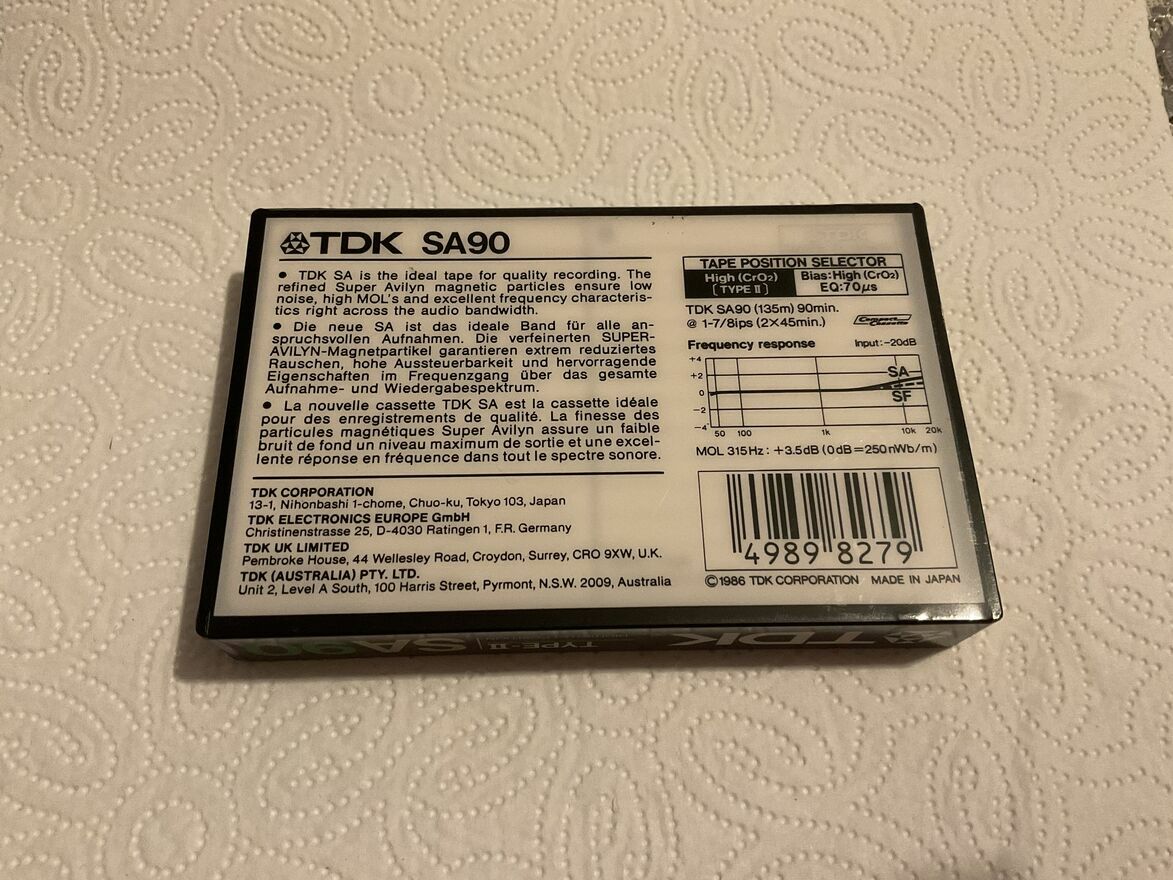 TDK SA90
• TDK SA is the ideal tape for quality recording. The
refined Super Avilyn magnetic particles ensure low
noise, high MOL's and excellent frequency characteris-
tics right across the audio bandwidth.
• Die neue SA ist das ideale Band für alle an-
spruchsvollen Aufnahmen. Die verfeinerten SUPER-
AVILYN-Magnetpartikel garantieren extrem reduziertes
Rauschen, hohe Aussteuerbarkeit und hervorragende
Eigenschaften im Frequenzgang über das gesamte
Aufnahme- und Wiedergabespektrum.
• La nouvelle cassette TDK SA est la cassette idéale
pour des enregistrements de qualité. La finesse des
particules magnétiques Super Avilyn assure un faible
bruit de fond un niveau maximum de sortie et une excel-
lente réponse en fréquence dans tout le spectre sonore.
TDK CORPORATION
13-1, Nihonbashi 1-chome, Chuo-ku, Tokyo 103, Japan
TDK ELECTRONICS EUROPE GmbH
Christinenstrasse 25, D-4030 Ratingen 1, F.R. Germany
TDK UK LIMITED
Pembroke House, 44 Wellesley Road, Croydon, Surrey, CRO 9XW, U.K.
TDK (AUSTRALIA) PTY. LTD.
Unit 2, Level A South, 100 Harris Street, Pyrmont, N.S.W. 2009, Australia
TAPE POSITION SELECTOR
High (CrO2)
[TYPE II]
Bias: High (CrO2)
EQ: 70μs
TDK SA90 (135m) 90min.
@ 1-7/8ips (2×45min.)
Compact Cassette
Frequency response Input: -20dB
+4
+2
0
-2
-4
SA
SF
50 100 1k 10k 20k
MOL 315Hz: +3.5dB (0dB=250nWb/m)
4989 8279
©1986 TDK CORPORATION MADE IN JAPAN
TDK
TYPE-II
SA90